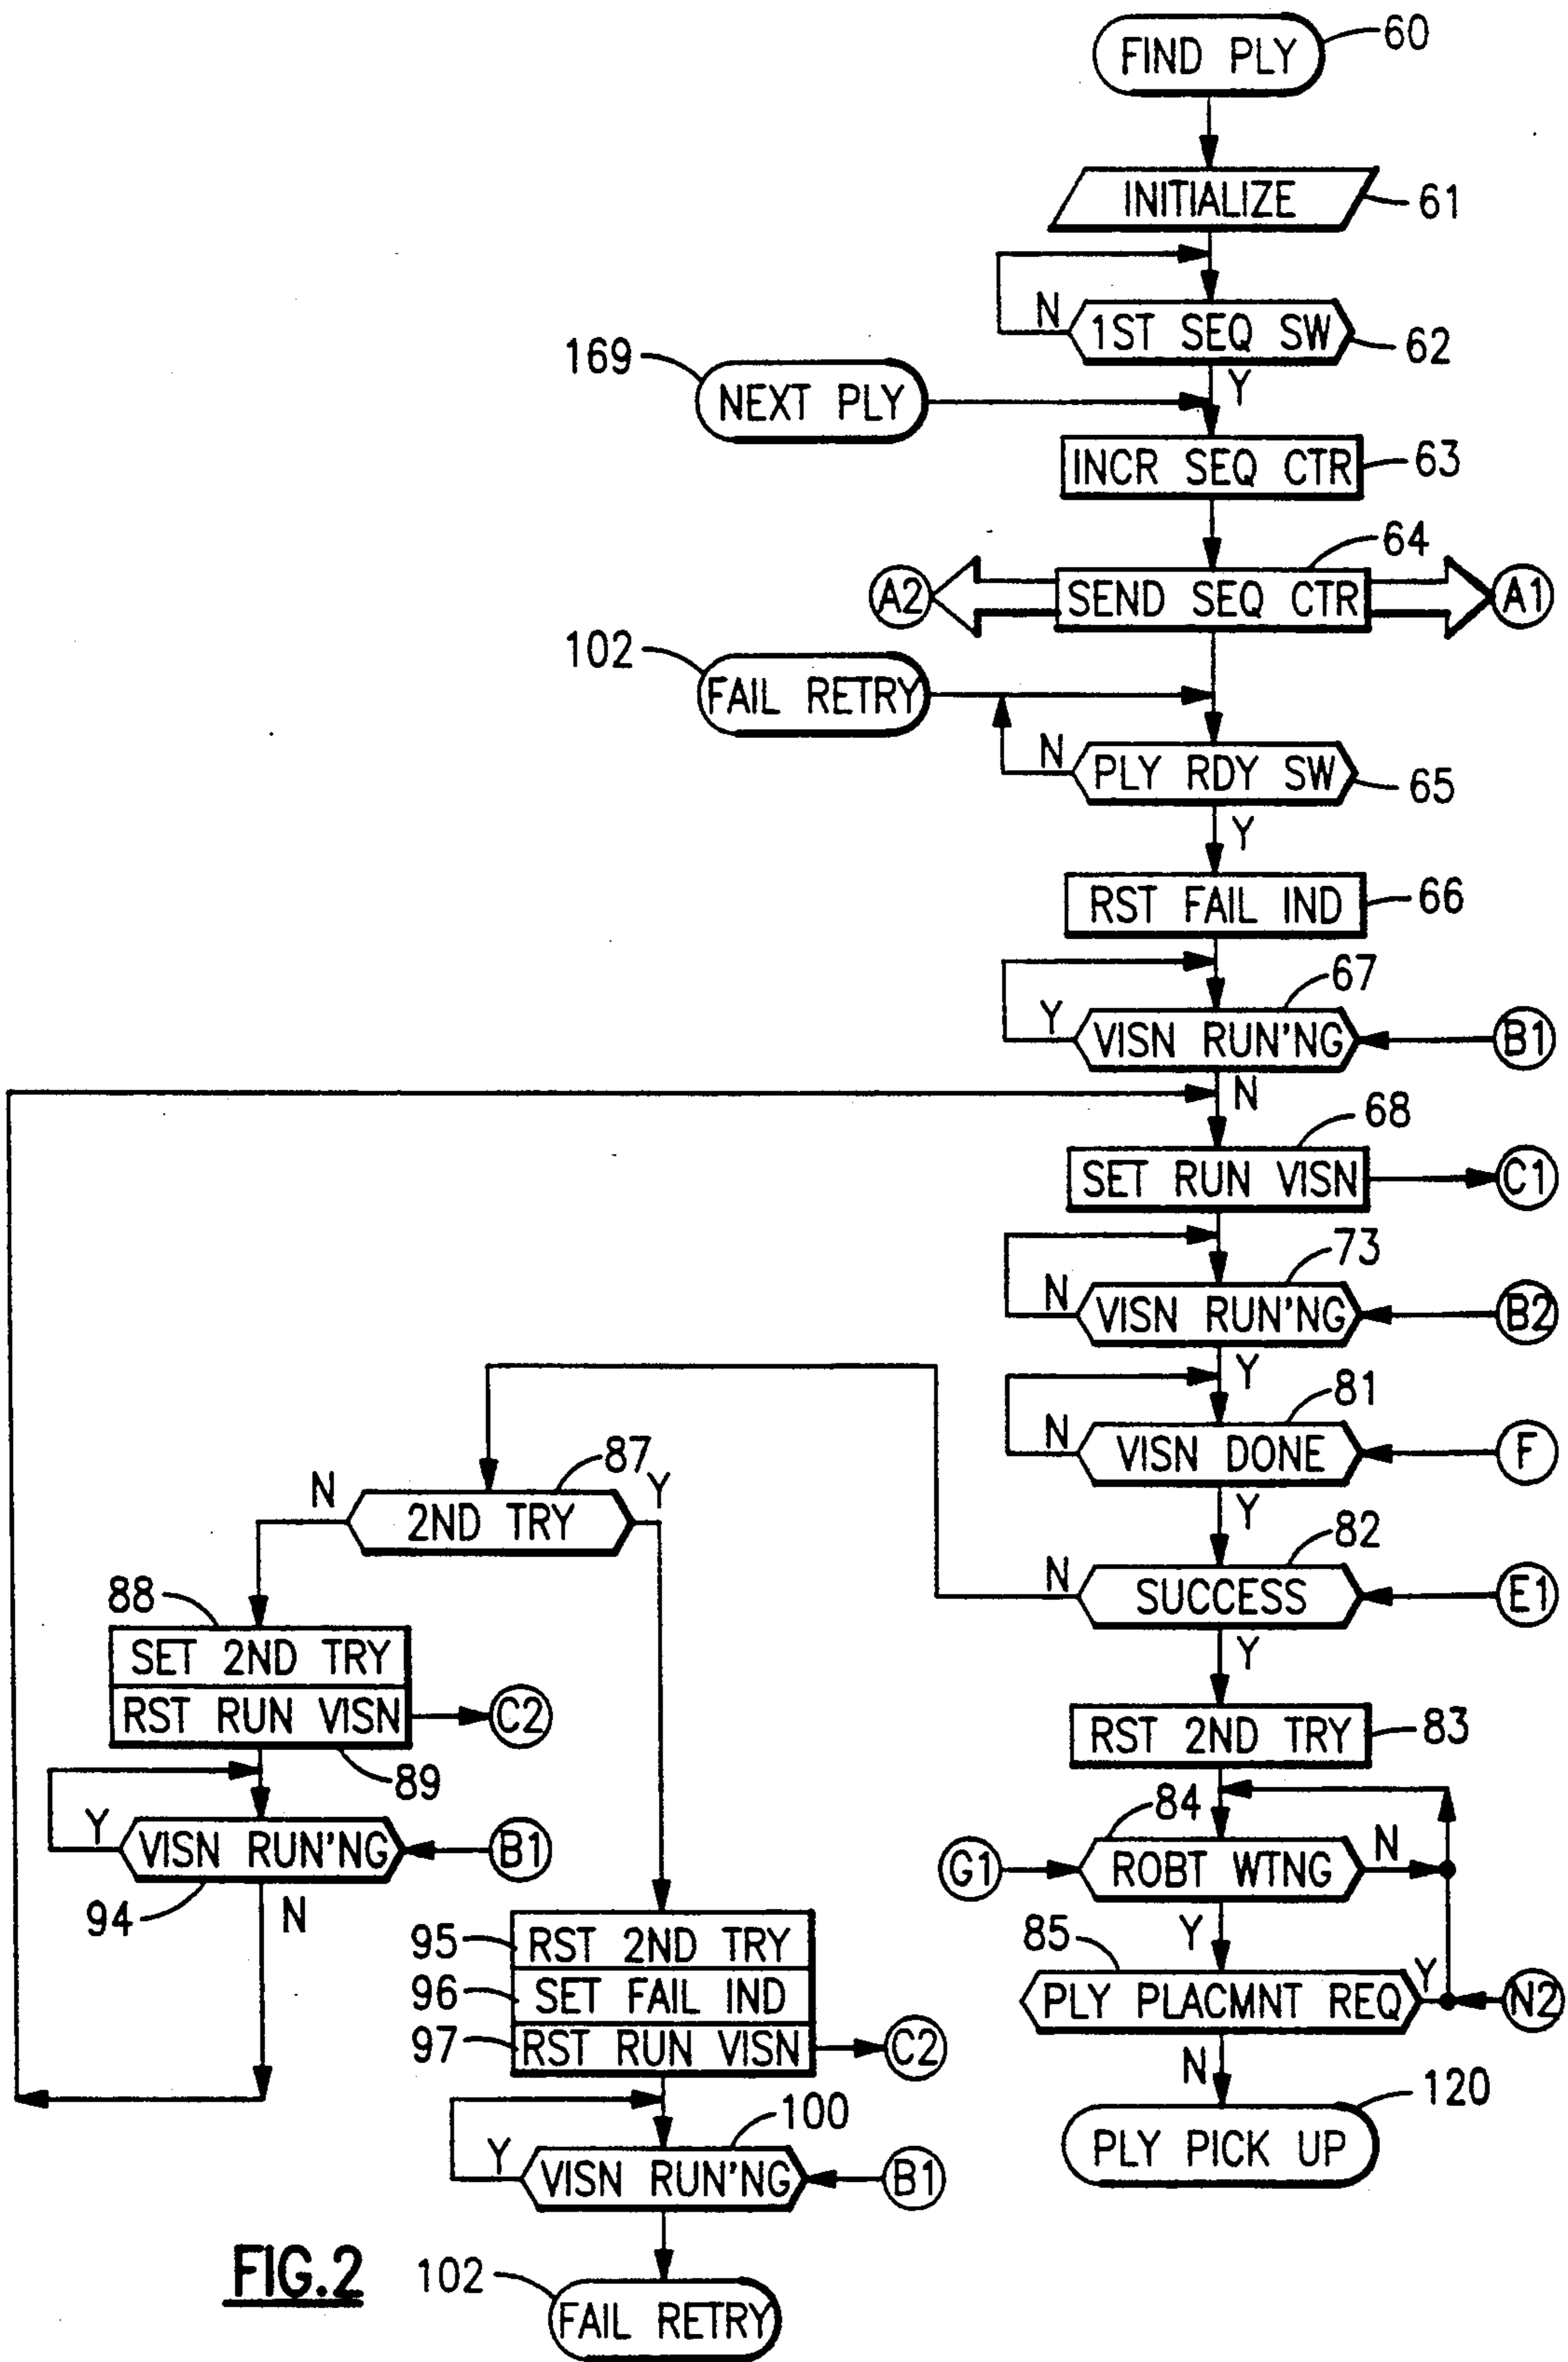 FIND PLY
60
INITIALIZE
61
N
1ST SEQ SW
62
169
NEXT PLY
Y
INCR SEQ CTR
63
64
A2
SEND SEQ CTR
A1
102
FAIL RETRY
N
PLY RDY SW
65
Y
RST FAIL IND
66
67
Y
VISN RUN'NG
B1
N
68
SET RUN VISN
C1
73
N
VISN RUN'NG
B2
Y
81
N
VISN DONE
F
Y
87
N
2ND TRY
Y
82
N
SUCCESS
E1
Y
88
SET 2ND TRY
RST RUN VISN
C2
89
RST 2ND TRY
83
Y
VISN RUN'NG
B1
94
N
84
G1
ROBT WTNG
N
Y
85
PLY PLACMNT REQ
Y
N2
N
120
PLY PICK UP
95
RST 2ND TRY
96
SET FAIL IND
97
RST RUN VISN
C2
100
Y
VISN RUN'NG
B1
102
FAIL RETRY
FIG.2